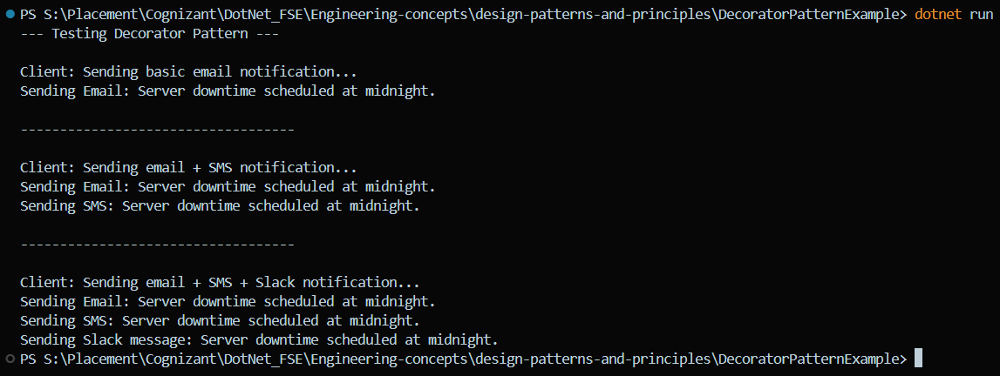 PS S:\Placement\Cognizant\DotNet_FSE\Engineering-concepts\design-patterns-and-principles\DecoratorPatternExample> dotnet run
--- Testing Decorator Pattern ---
Client: Sending basic email notification...
Sending Email: Server downtime scheduled at midnight.
-----------------------------------
Client: Sending email + SMS notification...
Sending Email: Server downtime scheduled at midnight.
Sending SMS: Server downtime scheduled at midnight.
-----------------------------------
Client: Sending email + SMS + Slack notification...
Sending Email: Server downtime scheduled at midnight.
Sending SMS: Server downtime scheduled at midnight.
Sending Slack message: Server downtime scheduled at midnight.
PS S:\Placement\Cognizant\DotNet_FSE\Engineering-concepts\design-patterns-and-principles\DecoratorPatternExample>